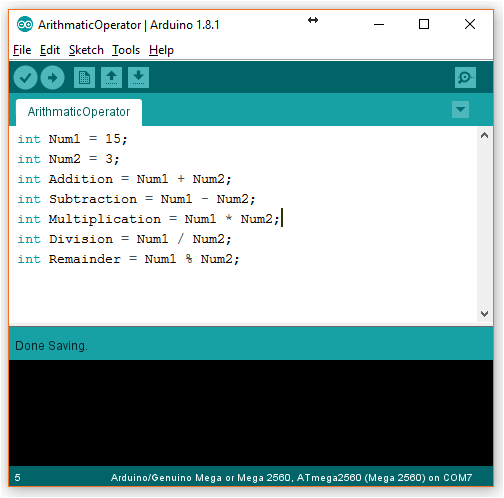 ArithmaticOperator | Arduino 1.8.1
File Edit Sketch Tools Help
ArithmaticOperator
int Num1 = 15;
int Num2 = 3;
int Addition = Num1 + Num2;
int Subtraction = Num1 - Num2;
int Multiplication = Num1 * Num2;
int Division = Num1 / Num2;
int Remainder = Num1 % Num2;
Done Saving.
5 Arduino/Genuino Mega or Mega 2560, ATmega2560 (Mega 2560) on COM7